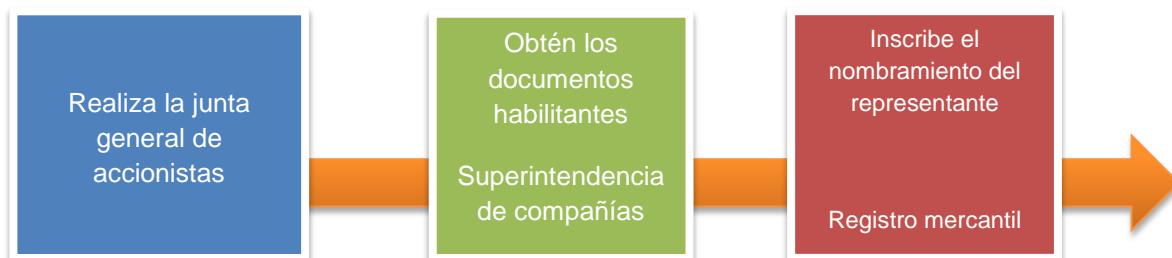 Realiza la junta
general de
accionistas
Obtén los
documentos
habilitantes
Superintendencia
de compañías
Inscribe el
nombramiento del
representante
Registro mercantil